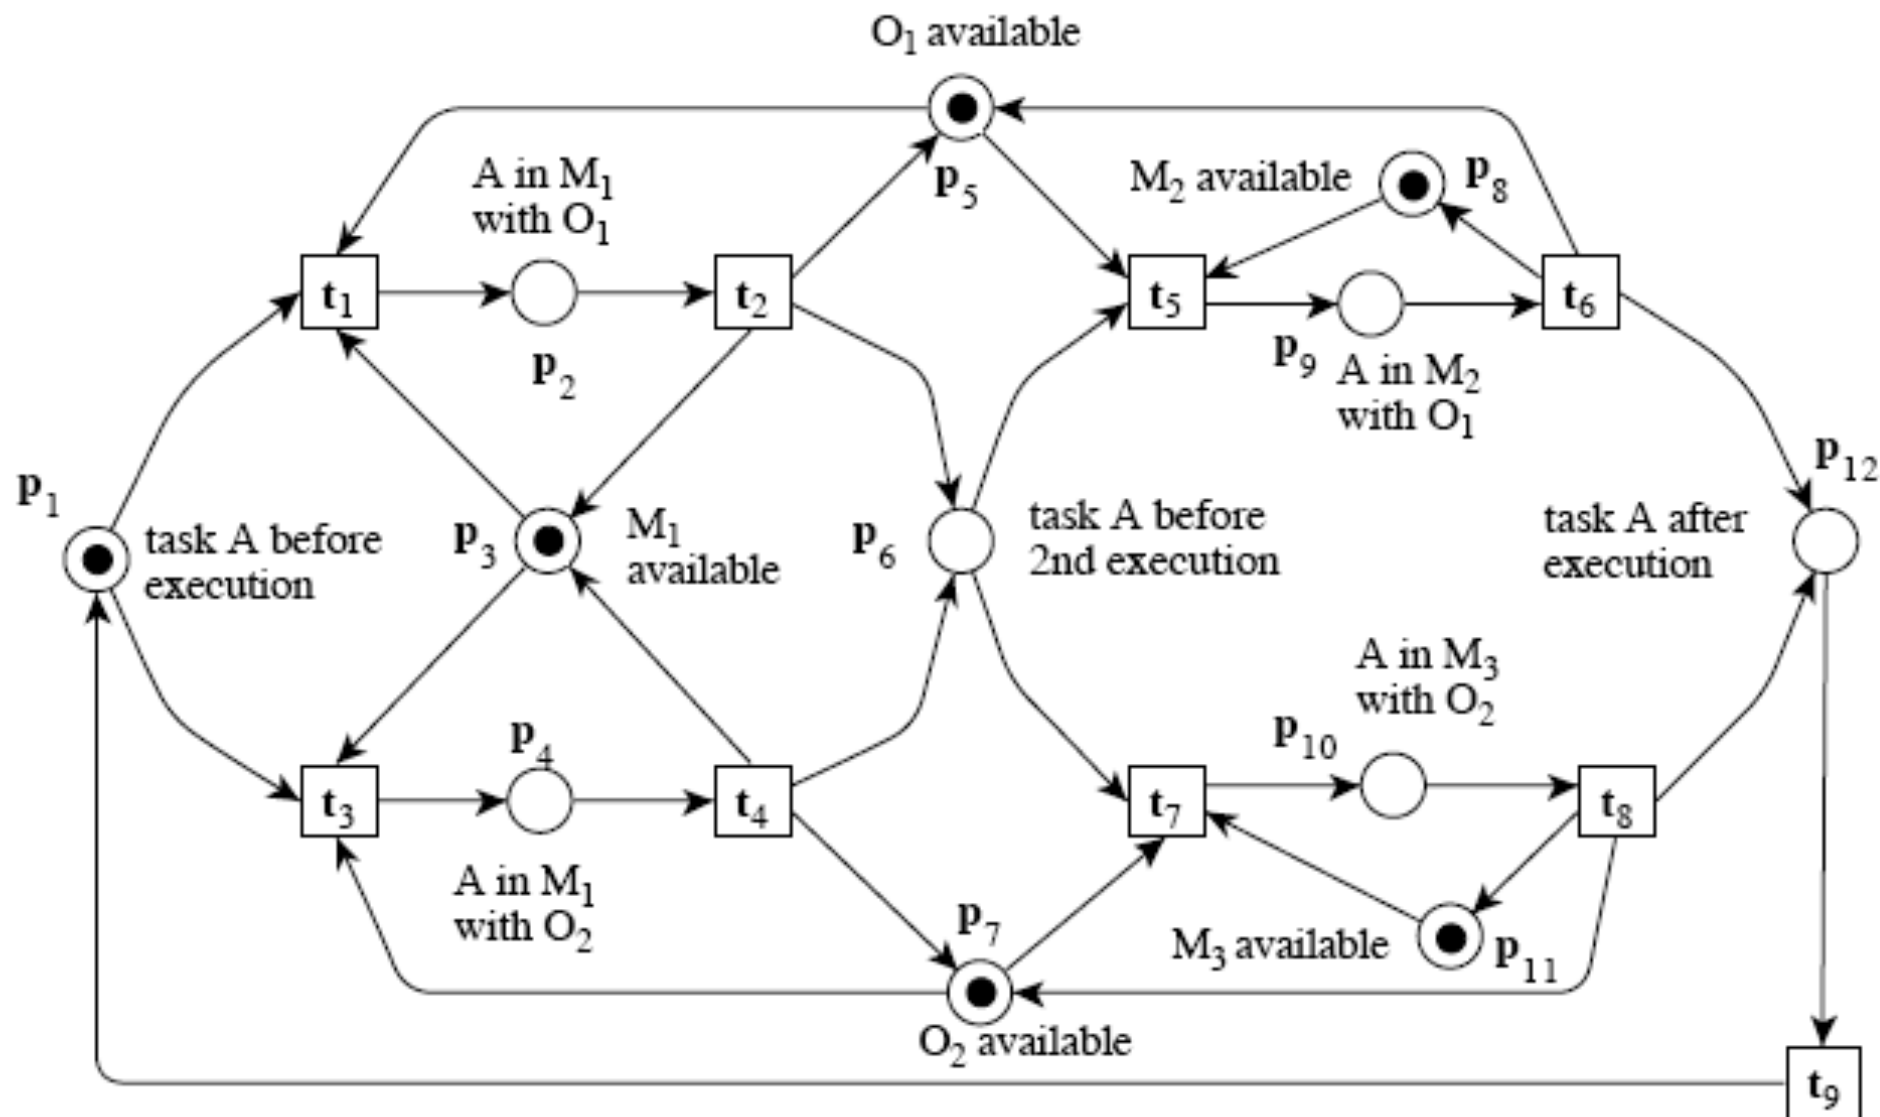 O₁ available
A in M₁
with O₁
p₅
M₂ available
p₈
t₁
t₂
t₅
t₆
p₂
p₉
A in M₂
with O₁
p₁
task A before
execution
p₃
M₁
available
p₆
task A before
2nd execution
task A after
execution
p₁₂
p₄
A in M₃
with O₂
p₁₀
t₃
t₄
t₇
t₈
A in M₁
with O₂
p₇
M₃ available
p₁₁
O₂ available
t₉